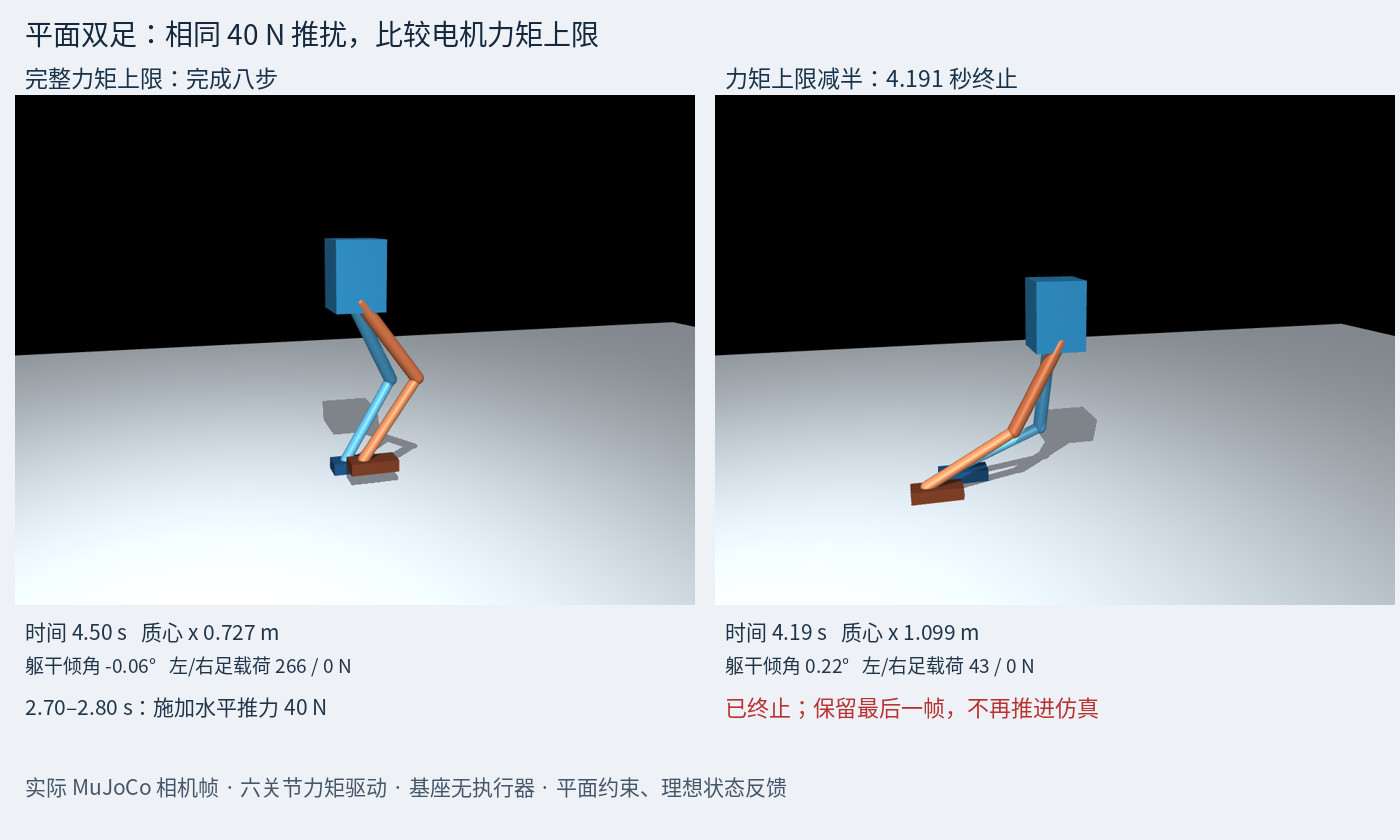 平面双足：相同 40 N 推扰，比较电机力矩上限
完整力矩上限：完成八步
力矩上限减半：4.191 秒终止
时间 4.50 s 质心 x 0.727 m
躯干倾角 -0.06° 左/右足载荷 266 / 0 N
2.70–2.80 s：施加水平推力 40 N
时间 4.19 s 质心 x 1.099 m
躯干倾角 0.22° 左/右足载荷 43 / 0 N
已终止；保留最后一帧，不再推进仿真
实际 MuJoCo 相机帧 · 六关节力矩驱动 · 基座无执行器 · 平面约束、理想状态反馈